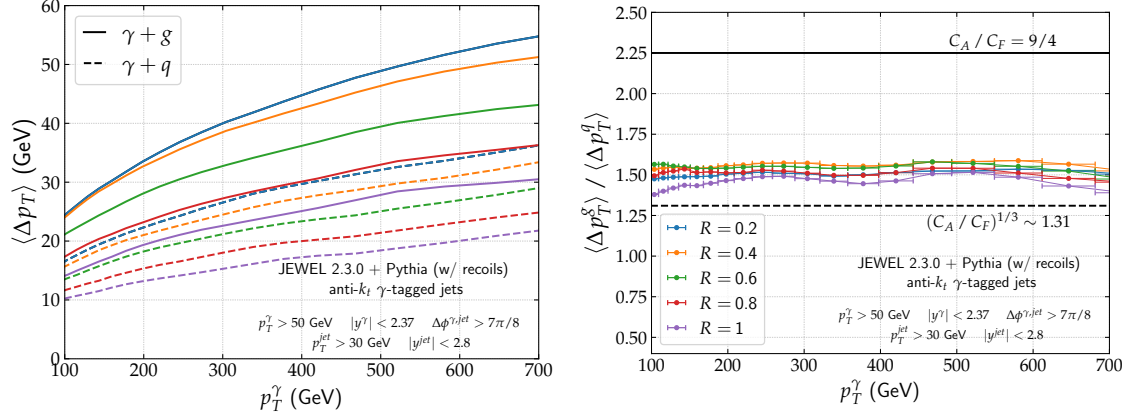 60
50
40
30
20
10
0
100 200 300 400 500 600 700
⟨Δp_T⟩ (GeV)
p_T^γ (GeV)
γ + g
γ + q
JEWEL 2.3.0 + Pythia (w/ recoils)
anti-k_t γ-tagged jets
p_T^γ > 50 GeV |y^γ| < 2.37 Δϕ^{γ,jet} > 7π/8
p_T^{jet} > 30 GeV |y^{jet}| < 2.8
2.50
2.25
2.00
1.75
1.50
1.25
1.00
0.75
0.50
100 200 300 400 500 600 700
⟨Δp_T^g⟩ / ⟨Δp_T^q⟩
p_T^γ (GeV)
C_A / C_F = 9/4
(C_A / C_F)^{1/3} ∼ 1.31
R = 0.2
R = 0.4
R = 0.6
R = 0.8
R = 1
JEWEL 2.3.0 + Pythia (w/ recoils)
anti-k_t γ-tagged jets
p_T^γ > 50 GeV |y^γ| < 2.37 Δϕ^{γ,jet} > 7π/8
p_T^{jet} > 30 GeV |y^{jet}| < 2.8